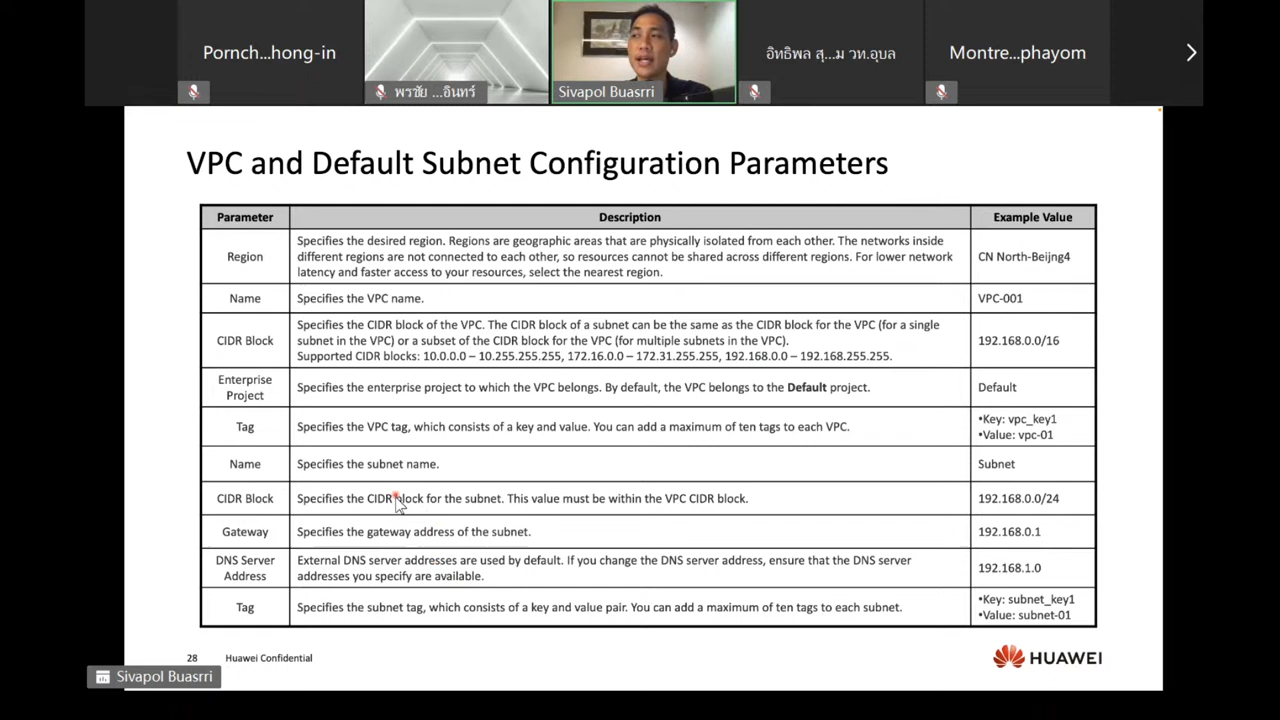 Pornch...hong-in
พรชัย ...อินทร์
Sivapol Buasrri
อิทธิพล สุ...ม วท.อุบล
Montre...phayom
VPC and Default Subnet Configuration Parameters
Parameter
Description
Example Value
Region
Specifies the desired region. Regions are geographic areas that are physically isolated from each other. The networks inside
different regions are not connected to each other, so resources cannot be shared across different regions. For lower network
latency and faster access to your resources, select the nearest region.
CN North-Beijng4
Name
Specifies the VPC name.
VPC-001
CIDR Block
Specifies the CIDR block of the VPC. The CIDR block of a subnet can be the same as the CIDR block for the VPC (for a single
subnet in the VPC) or a subset of the CIDR block for the VPC (for multiple subnets in the VPC).
Supported CIDR blocks: 10.0.0.0 – 10.255.255.255, 172.16.0.0 – 172.31.255.255, 192.168.0.0 – 192.168.255.255.
192.168.0.0/16
Enterprise
Project
Specifies the enterprise project to which the VPC belongs. By default, the VPC belongs to the Default project.
Default
Tag
Specifies the VPC tag, which consists of a key and value. You can add a maximum of ten tags to each VPC.
•Key: vpc_key1
•Value: vpc-01
Name
Specifies the subnet name.
Subnet
CIDR Block
Specifies the CIDR block for the subnet. This value must be within the VPC CIDR block.
192.168.0.0/24
Gateway
Specifies the gateway address of the subnet.
192.168.0.1
DNS Server
Address
External DNS server addresses are used by default. If you change the DNS server address, ensure that the DNS server
addresses you specify are available.
192.168.1.0
Tag
Specifies the subnet tag, which consists of a key and value pair. You can add a maximum of ten tags to each subnet.
•Key: subnet_key1
•Value: subnet-01
28
Huawei Confidential
HUAWEI
Sivapol Buasrri